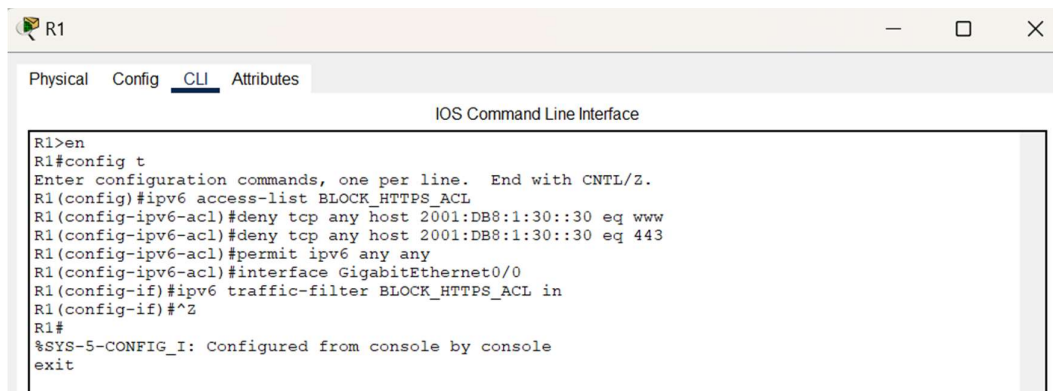 R1
Physical Config CLI Attributes
IOS Command Line Interface
R1>en
R1#config t
Enter configuration commands, one per line.  End with CNTL/Z.
R1(config)#ipv6 access-list BLOCK_HTTPS_ACL
R1(config-ipv6-acl)#deny tcp any host 2001:DB8:1:30::30 eq www
R1(config-ipv6-acl)#deny tcp any host 2001:DB8:1:30::30 eq 443
R1(config-ipv6-acl)#permit ipv6 any any
R1(config-ipv6-acl)#interface GigabitEthernet0/0
R1(config-if)#ipv6 traffic-filter BLOCK_HTTPS_ACL in
R1(config-if)#^Z
R1#
%SYS-5-CONFIG_I: Configured from console by console
exit